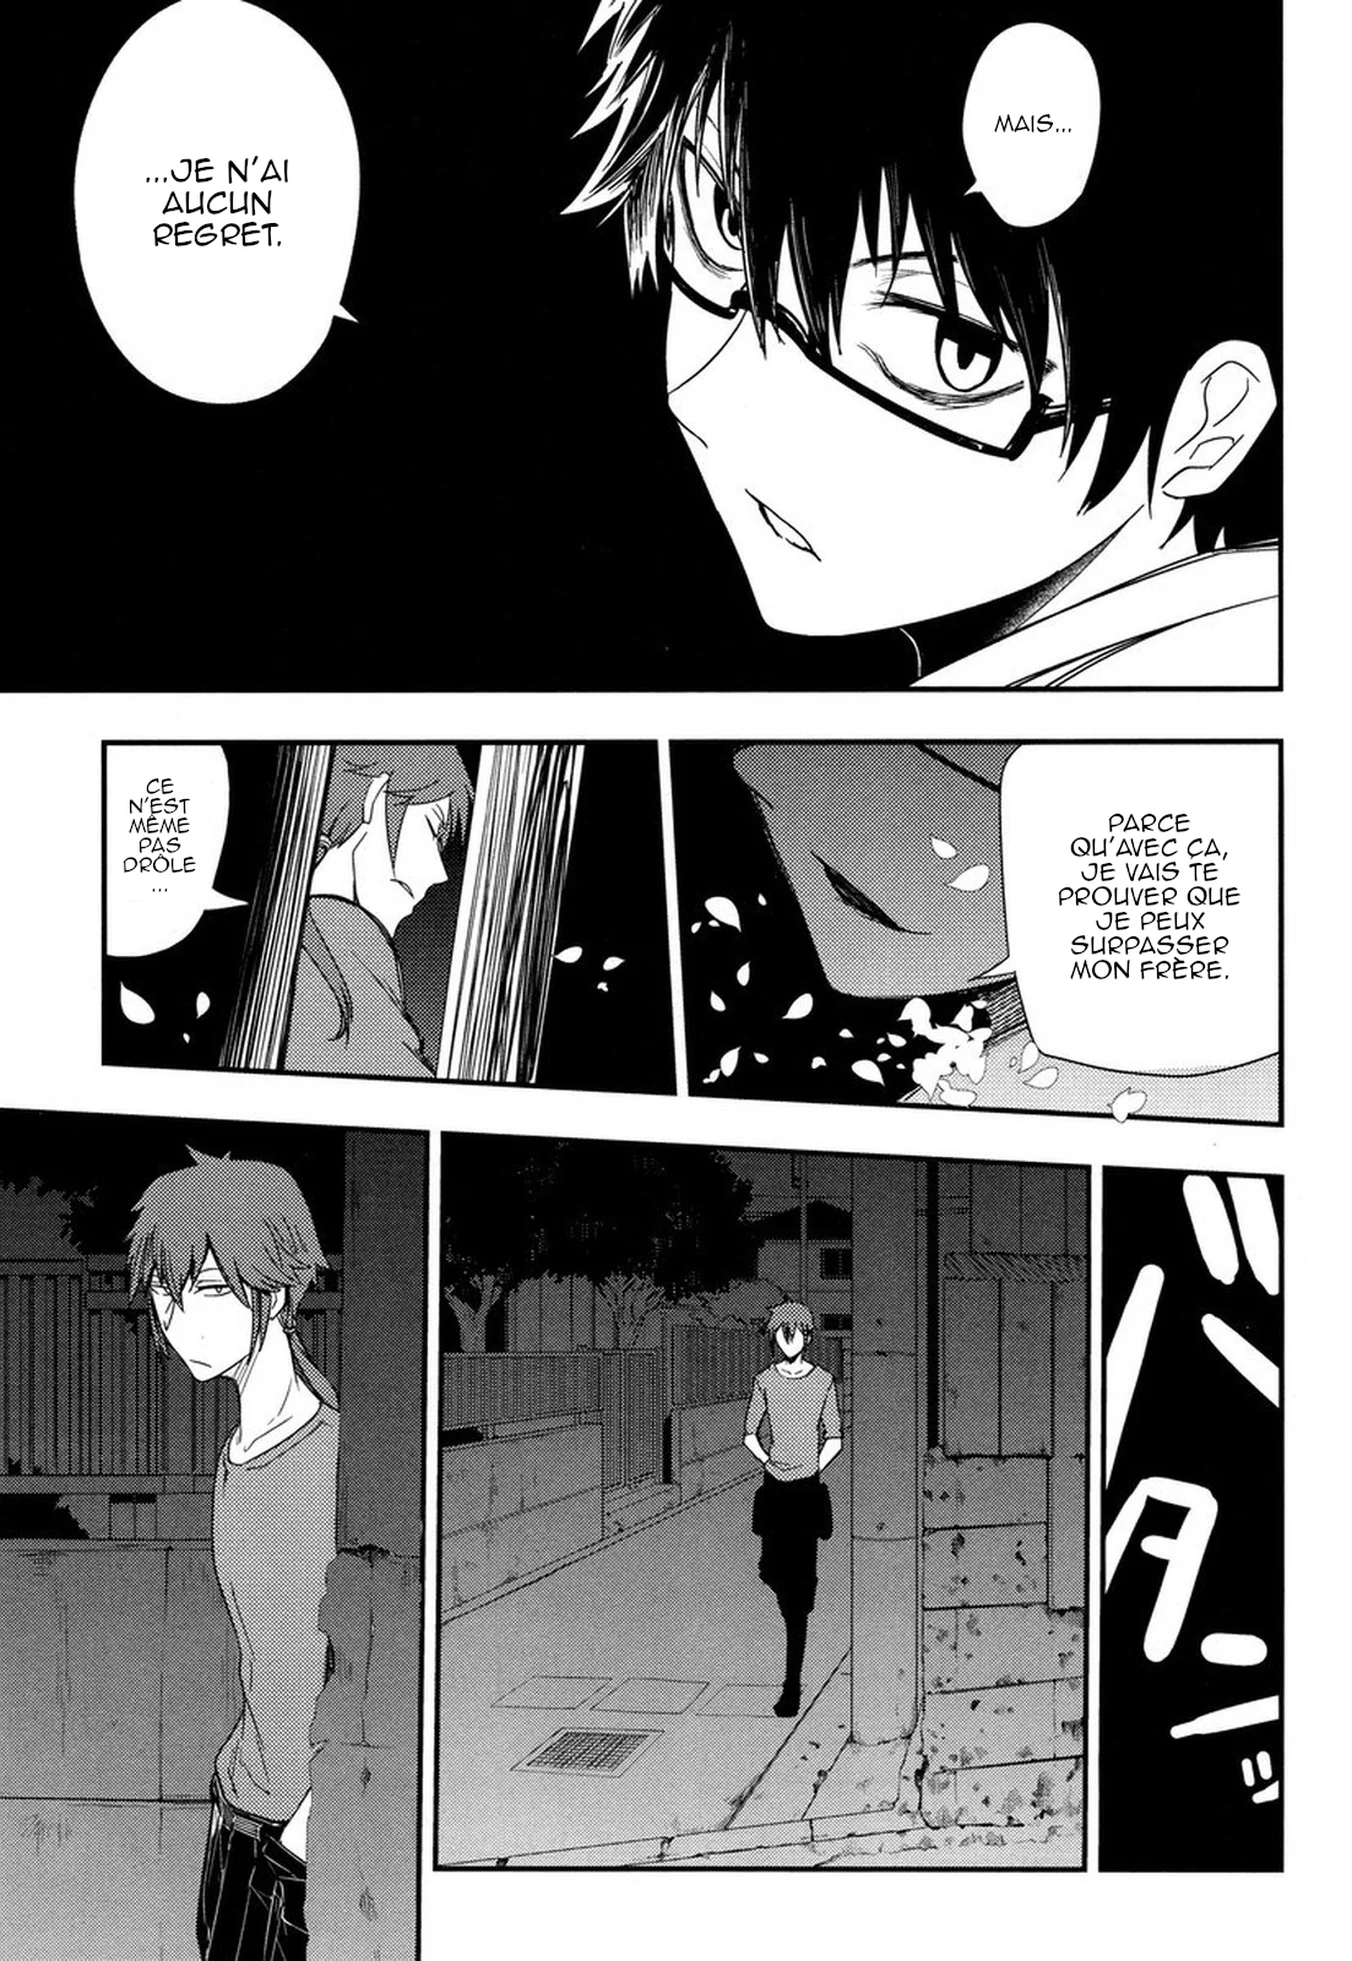 MAIS...
...JE N'AI
AUCUN
REGRET.
PARCE
QU'AVEC ÇA,
JE VAIS TE
PROUVER QUE
JE PEUX
SURPASSER
MON FRÈRE.
CE
N'EST
MÊME
PAS
DRÔLE
...
バタンッ